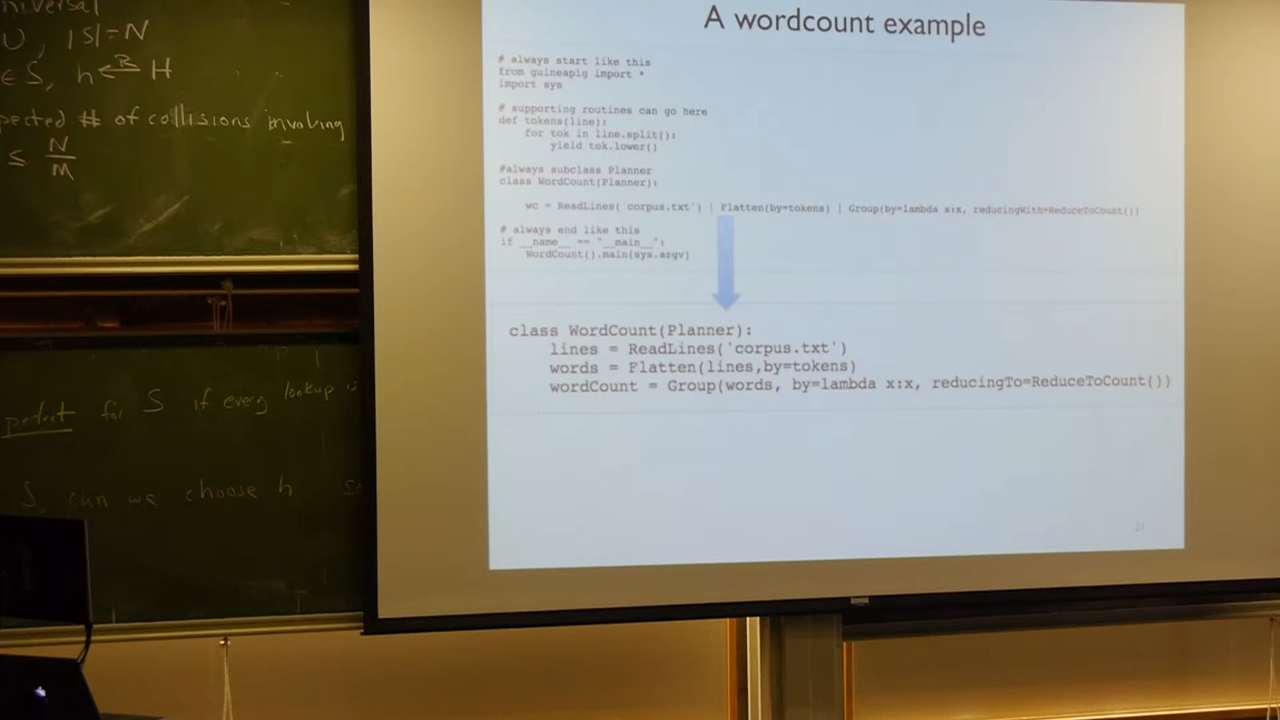 universal
U, |S|=N
∈ S, h ←R H
pected # of collisions involving
≤ N/M
perfect for S if every lookup is
S, can we choose h so
A wordcount example
# always start like this
from guineapig import *
import sys
# supporting routines can go here
def tokens(line):
for tok in line.split():
yield tok.lower()
#always subclass Planner
class WordCount(Planner):
wc = ReadLines('corpus.txt') | Flatten(by=tokens) | Group(by=lambda x:x, reducingWith=ReduceToCount())
# always end like this
if __name__ == "__main__":
WordCount().main(sys.argv)
class WordCount(Planner):
lines = ReadLines('corpus.txt')
words = Flatten(lines,by=tokens)
wordCount = Group(words, by=lambda x:x, reducingTo=ReduceToCount())
21